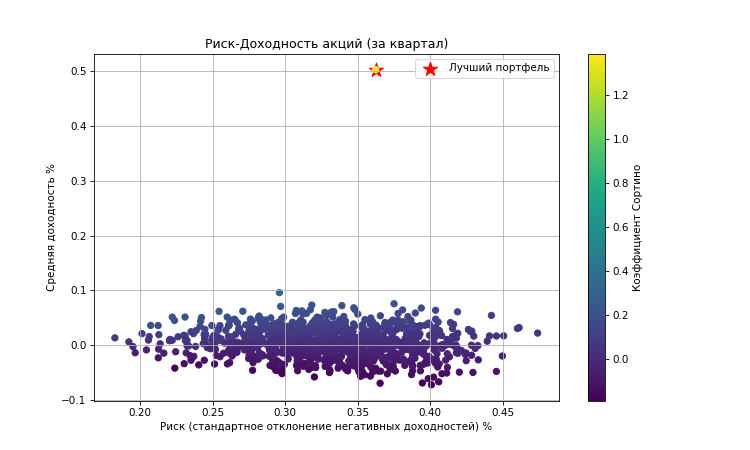 Риск-Доходность акций (за квартал)
Лучший портфель
Средняя доходность %
0.5
0.4
0.3
0.2
0.1
0.0
−0.1
0.20 0.25 0.30 0.35 0.40 0.45
Риск (стандартное отклонение негативных доходностей) %
1.2
1.0
0.8
0.6
0.4
0.2
0.0
Коэффициент Сортино